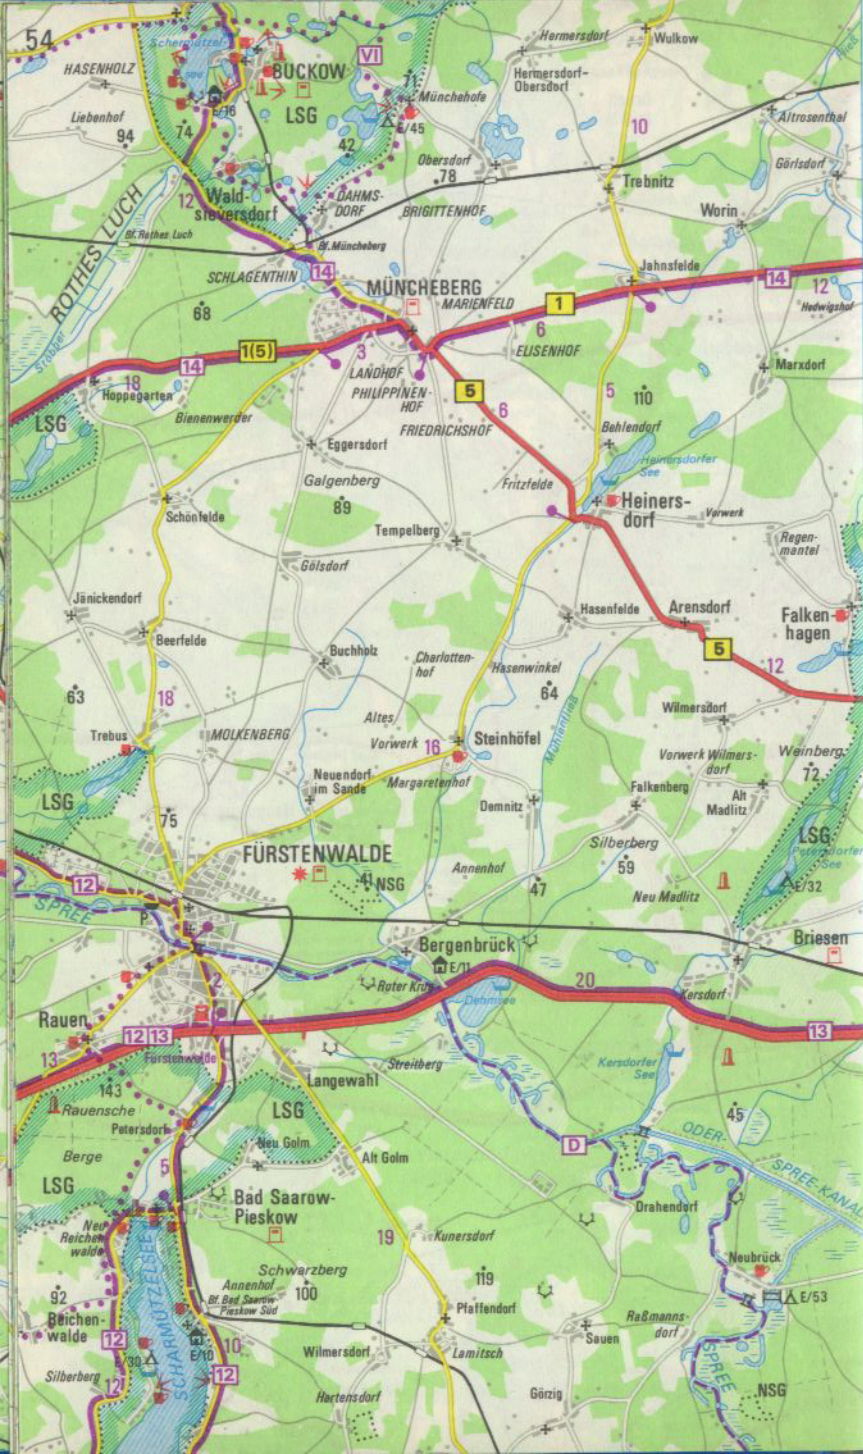 54
Schermützel-
see
HASENHOLZ
BUCKOW
VI
71
Hermersdorf
Wulkow
Hermersdorf-
Obersdorf
Liebenhof
94
74
E/16
LSG
42
Münchehofe
E/45
10
Altrosenthal
Obersdorf
78
Trebnitz
Görlsdorf
12
Wald-
sieversdorf
DAHMS-
DORF
BRIGITTENHOF
Worin
ROTHES LUCH
Bf. Rothes Luch
Bf. Müncheberg
SCHLAGENTHIN
14
MÜNCHEBERG
MARIENFELD
Jahnsfelde
14
12
Hedwigshof
68
Stöbber
1
6
ELISENHOF
1(5)
3
14
18
Hoppegarten
LANDHOF
PHILIPPINEN-
HOF
5
6
5
110
Marxdorf
LSG
Bienenwerder
FRIEDRICHSHOF
Behlendorf
Eggersdorf
Heinersdorfer
See
Galgenberg
89
Fritzfelde
Heiners-
dorf
Vorwerk
Schönfelde
Tempelberg
Regen-
mantel
Gölsdorf
Jänickendorf
Hasenfelde
Arensdorf
Falken-
hagen
Beerfelde
5
12
Buchholz
Charlotten-
hof
Hasenwinkel
64
63
18
Wilmersdorf
Trebus
MOLKENBERG
Altes
Vorwerk
16
Steinhöfel
Mühlenfließ
Vorwerk Wilmers-
dorf
Weinberg
72
Neuendorf
im Sande
Margaretenhof
Demnitz
Falkenberg
Alt
Madlitz
LSG
75
Silberberg
59
LSG
Petersdorfer
See
FÜRSTENWALDE
41
NSG
Annenhof
47
Neu Madlitz
E/32
12
SPREE
P
Bergenbrück
E/11
Briesen
Roter Krug
Dehmsee
20
Kersdorf
2
Rauen
12 13
13
13
Fürstenwalde
Streitberg
Kersdorfer
See
143
Langewahl
Rauensche
Berge
LSG
45
Petersdorf
ODER-
SPREE-KANAL
Neu Golm
D
Alt Golm
5
LSG
Bad Saarow-
Pieskow
Drahendorf
Neu
Reichen
walde
19
Kunersdorf
Neubrück
Schwarzberg
100
119
Annenhof
Bf. Bad Saarow
Pieskow Süd
92
E/53
Reichen-
walde
SCHARMÜTZELSEE
Pfaffendorf
Raßmanns-
dorf
12
10
Wilmersdorf
Lamitsch
Sauen
E/30
E/10
Silberberg
12
12
SPREE
NSG
Hartensdorf
Görzig